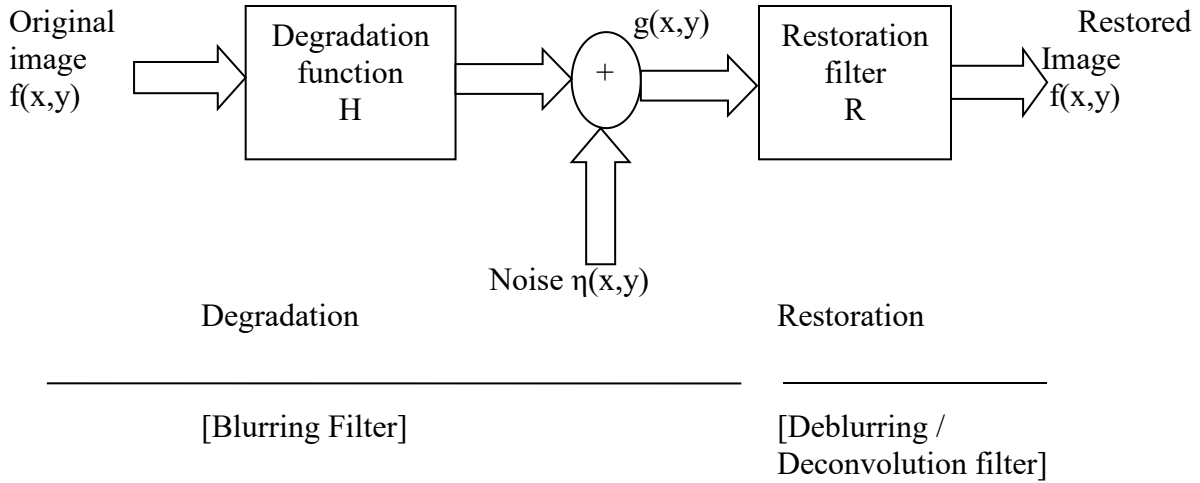 Original
image
f(x,y)
Degradation
function
H
+
g(x,y)
Restoration
filter
R
Restored
Image
f(x,y)
Noise η(x,y)
Degradation
Restoration
[Blurring Filter]
[Deblurring /
Deconvolution filter]